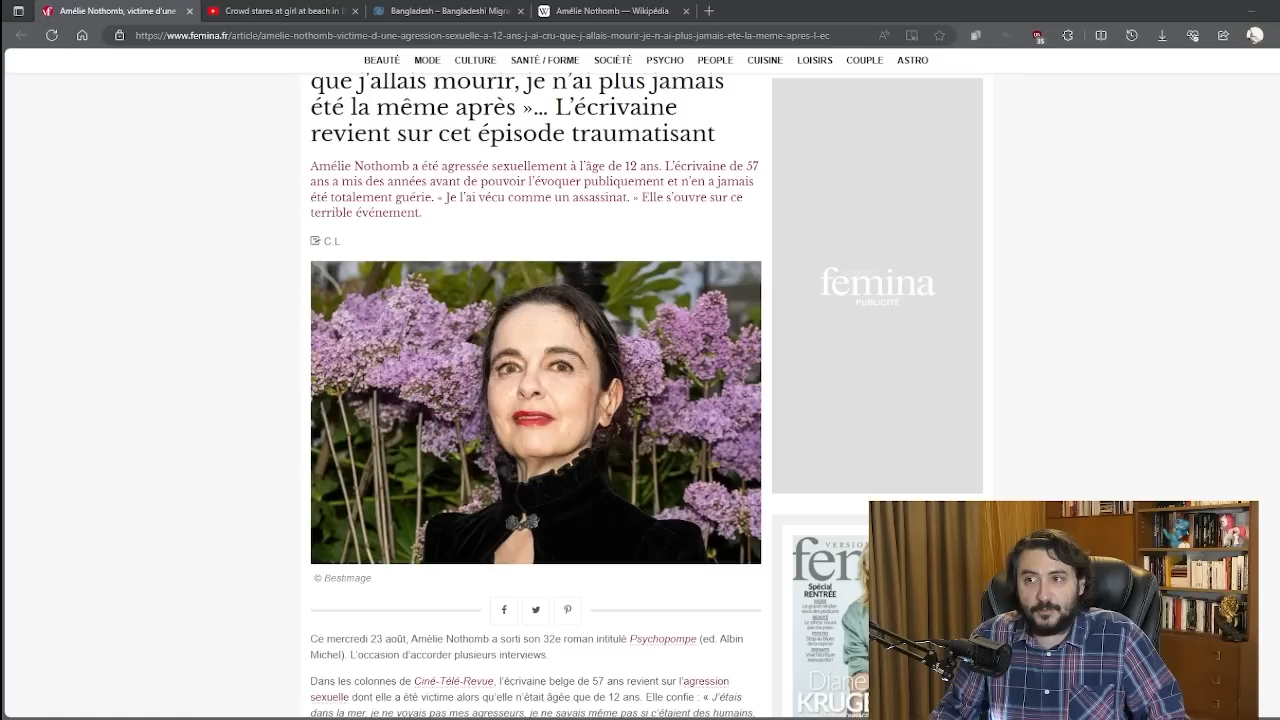 Amélie Nothomb, victime d'une
Crowd stares at girl at beach in E
Bangladesh – Bangladeshi Migra
Amélie Nothomb — Wikipédia
https://www.femina.fr/article/amelie-nothomb-victime-d-une-agression-sexuelle-a-12-ans-j-ai-cru-que-j-allais-mourir-je-n-ai-plus-jamais-ete-la-meme-apres
BEAUTÉ MODE CULTURE SANTÉ / FORME SOCIÉTÉ PSYCHO PEOPLE CUISINE LOISIRS COUPLE ASTRO
que j'allais mourir, je n'ai plus jamais
été la même après »… L'écrivaine
revient sur cet épisode traumatisant
Amélie Nothomb a été agressée sexuellement à l'âge de 12 ans. L'écrivaine de 57
ans a mis des années avant de pouvoir l'évoquer publiquement et n'en a jamais
été totalement guérie. « Je l'ai vécu comme un assassinat. » Elle s'ouvre sur ce
terrible événement.
C.L
femina
PUBLICITÉ
© Bestimage
Ce mercredi 23 août, Amélie Nothomb a sorti son 32e roman intitulé Psychopompe (ed. Albin
Michel). L'occasion d'accorder plusieurs interviews.
Dans les colonnes de Ciné-Télé-Revue, l'écrivaine belge de 57 ans revient sur l'agression
sexuelle dont elle a été victime alors qu'elle n'était âgée que de 12 ans. Elle confie : « J'étais
dans la mer, je ne voyais pas mes agresseurs, je ne savais même pas si c'étaient des humains,
VERSION
fem
Spécial
RENTRÉE
Diane
KRUGE